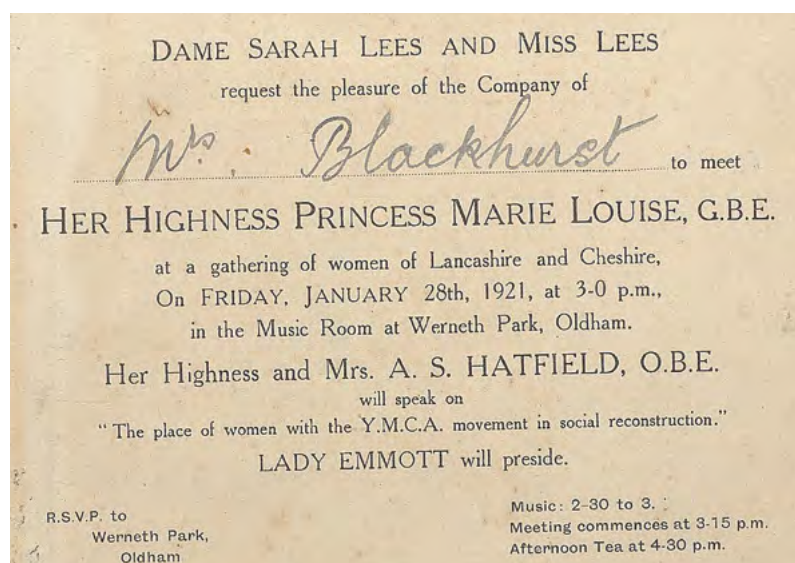 DAME SARAH LEES AND MISS LEES
request the pleasure of the Company of
Mrs. Blackhurst to meet
HER HIGHNESS PRINCESS MARIE LOUISE, G.B.E.
at a gathering of women of Lancashire and Cheshire,
On FRIDAY, JANUARY 28th, 1921, at 3-0 p.m.,
in the Music Room at Werneth Park, Oldham.
Her Highness and Mrs. A. S. HATFIELD, O.B.E.
will speak on
"The place of women with the Y.M.C.A. movement in social reconstruction."
LADY EMMOTT will preside.
R.S.V.P. to
Werneth Park,
Oldham
Music: 2-30 to 3.
Meeting commences at 3-15 p.m.
Afternoon Tea at 4-30 p.m.